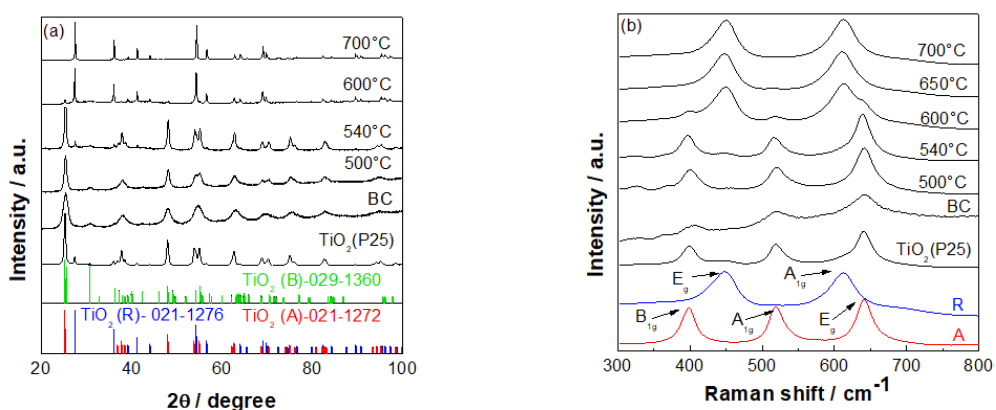 (a)
700°C
600°C
540°C
500°C
BC
TiO2(P25)
TiO2 (B)-029-1360
TiO2 (R)- 021-1276
TiO2 (A)-021-1272
20 40 60 80 100
2θ / degree
Intensity / a.u.
(b)
700°C
650°C
600°C
540°C
500°C
BC
TiO2(P25)
Eg
A1g
R
B1g
A1g
Eg
A
300 400 500 600 700 800
Raman shift / cm-1
Intensity / a.u.